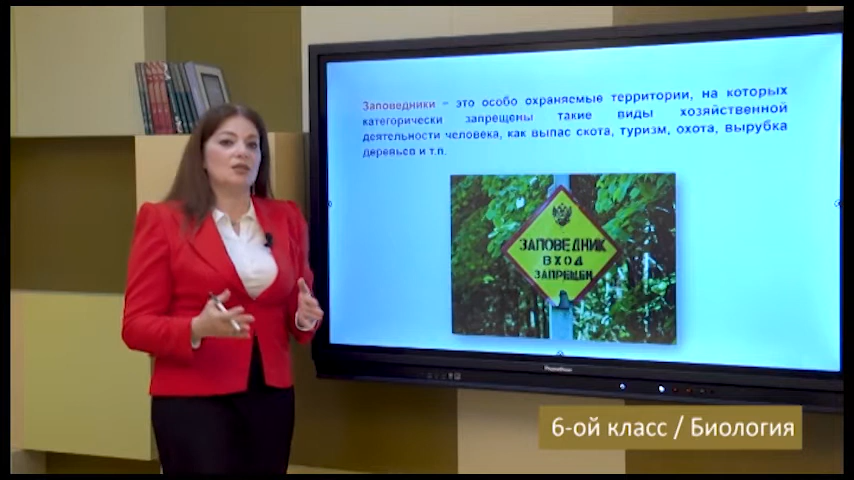 Заповедники – это особо охраняемые территории, на которых
категорически запрещены такие виды хозяйственной
деятельности человека, как выпас скота, туризм, охота, вырубка
деревьев и т.п.
ЗАПОВЕДНИК
ВХОД
ЗАПРЕЩЕН
Promethean
6-ой класс / Биология